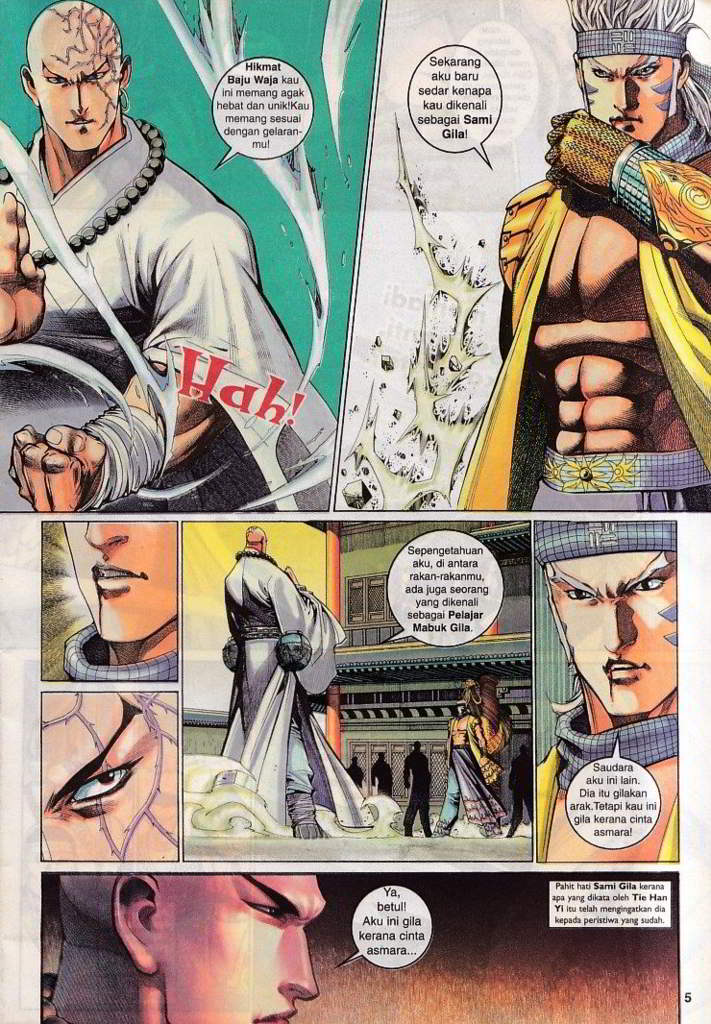 Hikmat
Baju Waja kau
ini memang agak
hebat dan unik!Kau
memang sesuai
dengan gelaran-
mu!
Sekarang
aku baru
sedar kenapa
kau dikenali
sebagai Sami
Gila!
Hah!
Sepengetahuan
aku, di antara
rakan-rakanmu,
ada juga seorang
yang dikenali
sebagai Pelajar
Mabuk Gila.
Saudara
aku ini lain.
Dia itu gilakan
arak.Tetapi kau ini
gila kerana cinta
asmara!
Ya,
betul!
Aku ini gila
kerana cinta
asmara...
Pahit hati Sami Gila kerana
apa yang dikata oleh Tie Han
Yi itu telah mengingatkan dia
kepada peristiwa yang sudah.
5